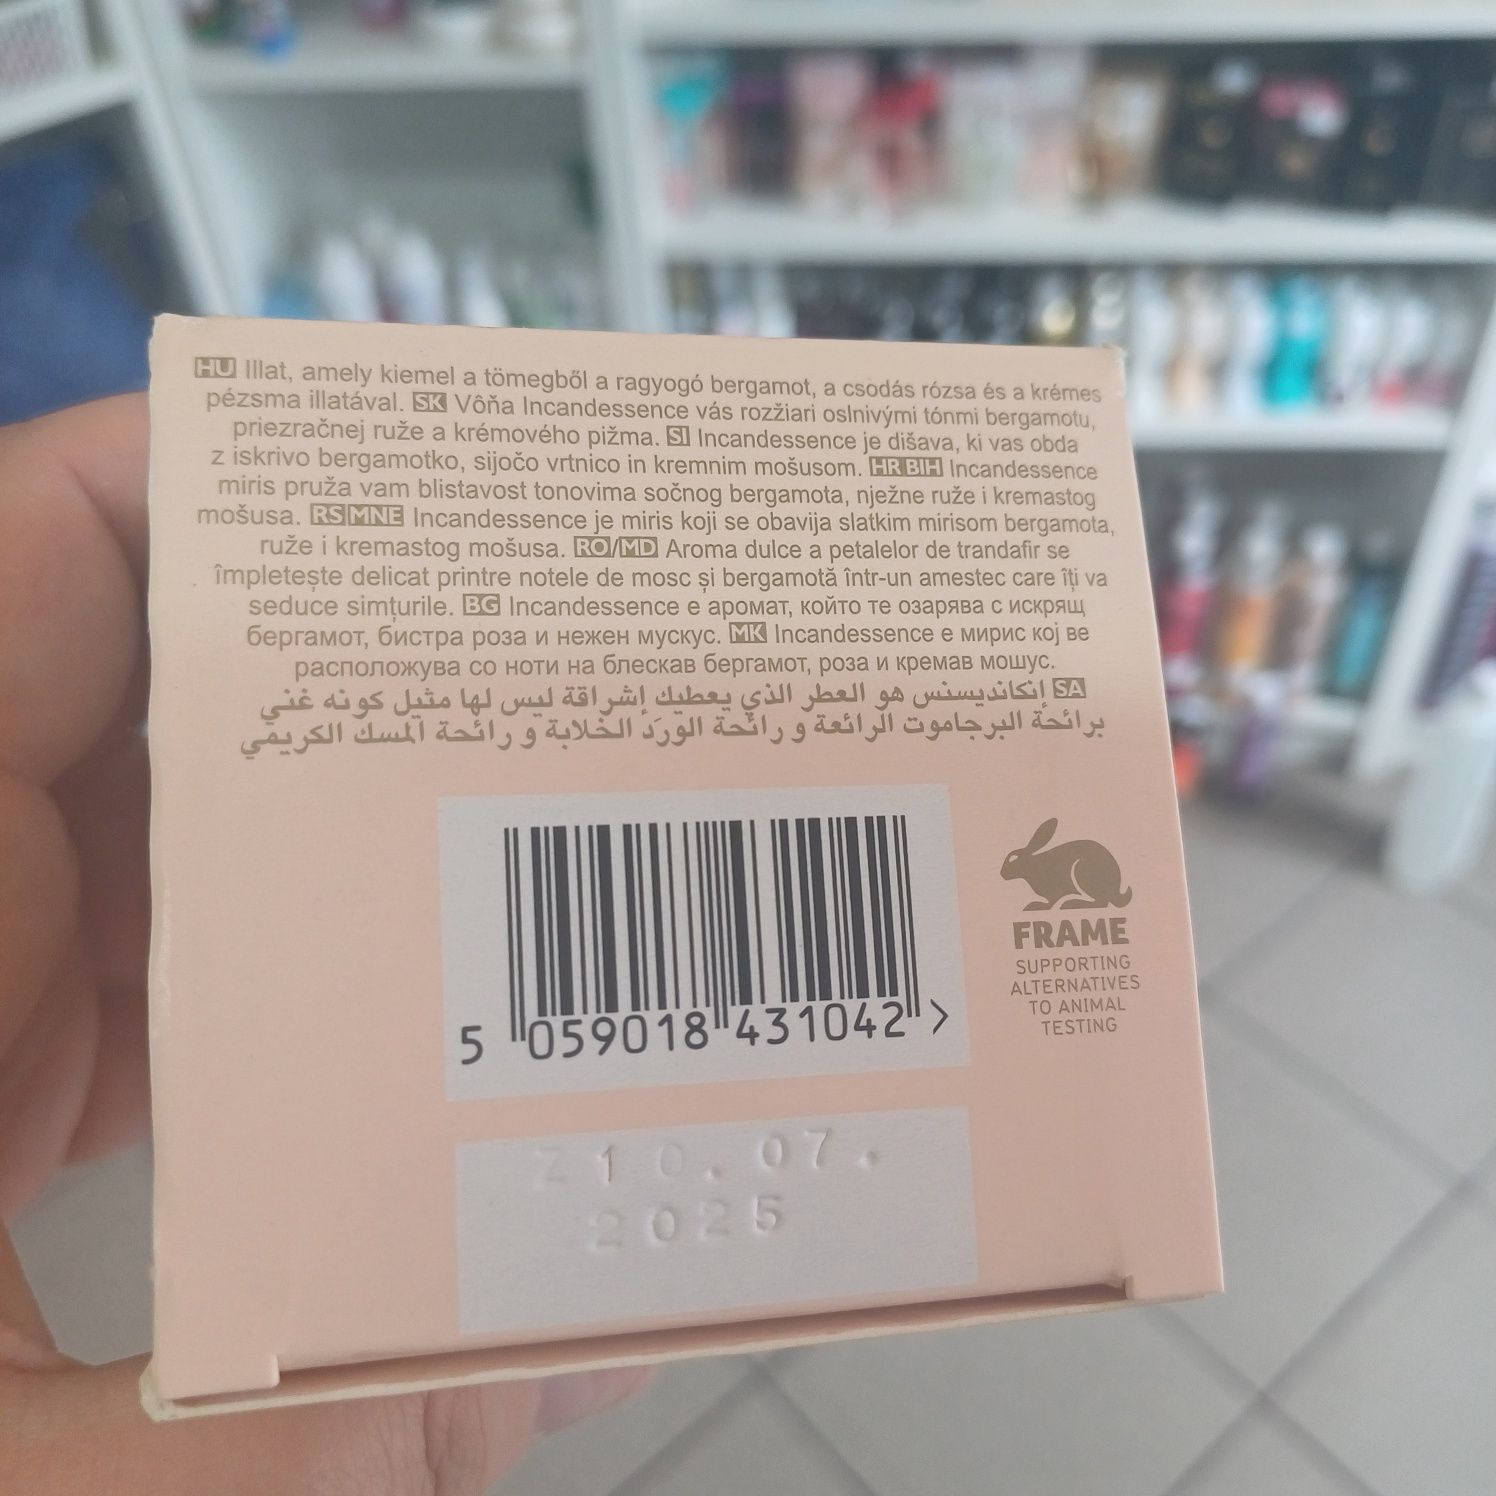 HU Illat, amely kiemel a tömegből a ragyogó bergamot, a csodás rózsa és a krémes
pézsma illatával. SK Vôňa Incandessence vás rozžiari oslnivými tónmi bergamotu,
priezračnej ruže a krémového pižma. SI Incandessence je dišava, ki vas obda
z iskrivo bergamotko, sijočo vrtnico in kremnim mošusom. HR BIH Incandessence
miris pruža vam blistavost tonovima sočnog bergamota, nježne ruže i kremastog
mošusa. RS MNE Incandessence je miris koji se obavija slatkim mirisom bergamota,
ruže i kremastog mošusa. RO/MD Aroma dulce a petalelor de trandafir se
împletește delicat printre notele de mosc și bergamotă într-un amestec care îți va
seduce simțurile. BG Incandessence е аромат, който те озарява с искрящ
бергамот, бистра роза и нежен мускус. MK Incandessence е мирис кој ве
расположува со ноти на блескав бергамот, роза и кремав мошус.
SA إنكانديسنس هو العطر الذي يعطيك إشراقة ليس لها مثيل كونه غني
برائحة البرجاموت الرائعة و رائحة الورَد الخلابة و رائحة المسك الكريمي
5 059018 431042 >
FRAME
SUPPORTING
ALTERNATIVES
TO ANIMAL
TESTING
Z10.07.
2025